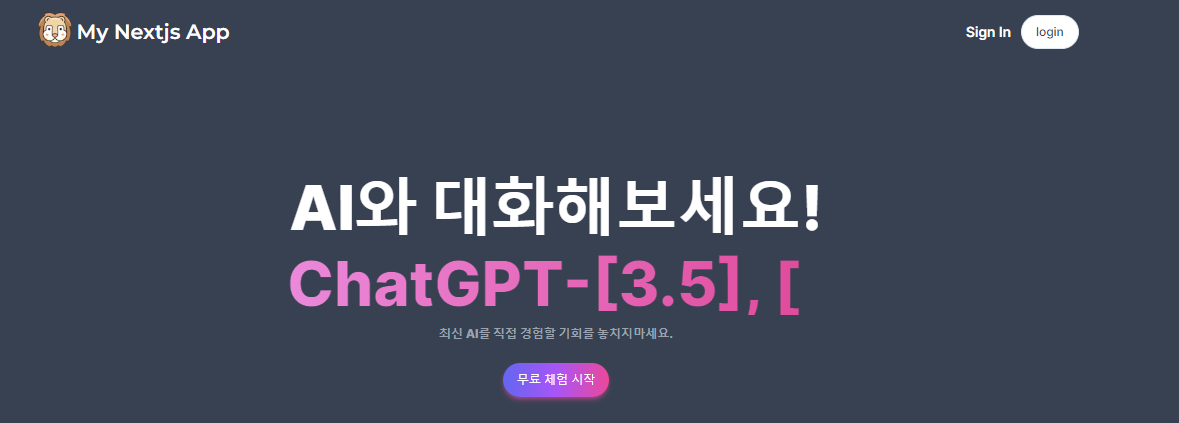 My Nextjs App
Sign In
login
AI와 대화해보세요!
ChatGPT-[3.5], [
최신 AI를 직접 경험할 기회를 놓치지마세요.
무료 체험 시작